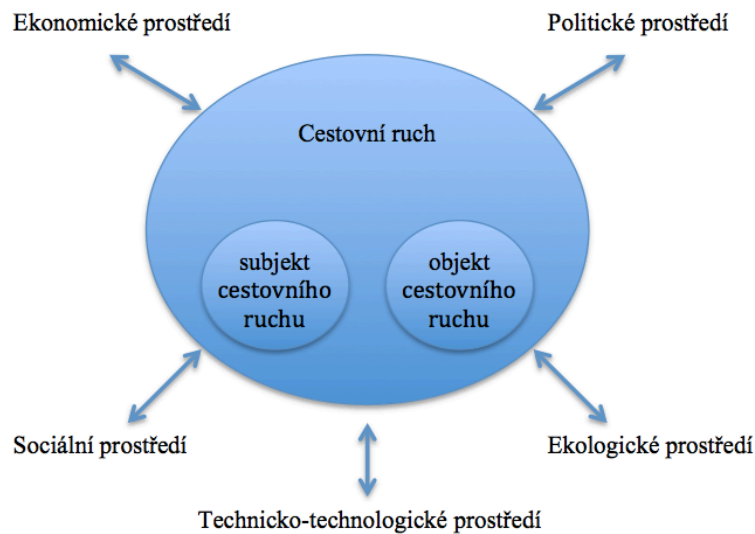 Ekonomické prostředí
Politické prostředí
Cestovní ruch
subjekt
cestovního
ruchu
objekt
cestovního
ruchu
Sociální prostředí
Ekologické prostředí
Technicko-technologické prostředí